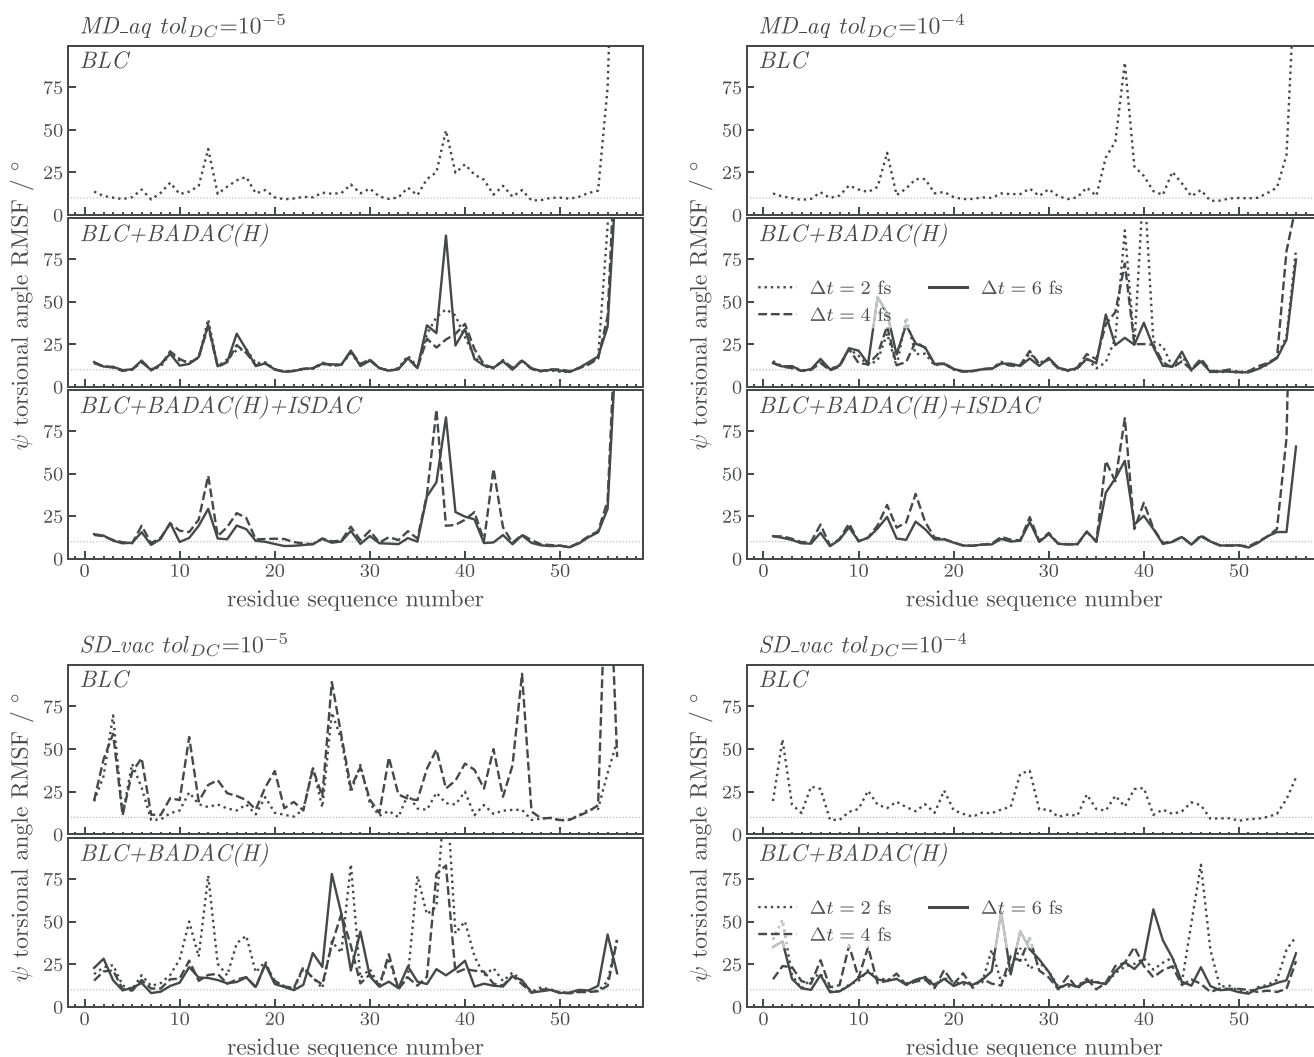 MD_aq tol_DC=10⁻⁵
BLC
75
50
25
0
BLC+BADAC(H)
75
50
25
0
BLC+BADAC(H)+ISDAC
75
50
25
0
ψ torsional angle RMSF / °
0 10 20 30 40 50
residue sequence number
MD_aq tol_DC=10⁻⁴
BLC
75
50
25
0
BLC+BADAC(H)
75
50
25
0
Δt = 2 fs
Δt = 4 fs
Δt = 6 fs
BLC+BADAC(H)+ISDAC
75
50
25
0
ψ torsional angle RMSF / °
0 10 20 30 40 50
residue sequence number
SD_vac tol_DC=10⁻⁵
BLC
75
50
25
0
BLC+BADAC(H)
75
50
25
0
ψ torsional angle RMSF / °
0 10 20 30 40 50
residue sequence number
SD_vac tol_DC=10⁻⁴
BLC
75
50
25
0
BLC+BADAC(H)
75
50
25
0
Δt = 2 fs
Δt = 4 fs
Δt = 6 fs
ψ torsional angle RMSF / °
0 10 20 30 40 50
residue sequence number